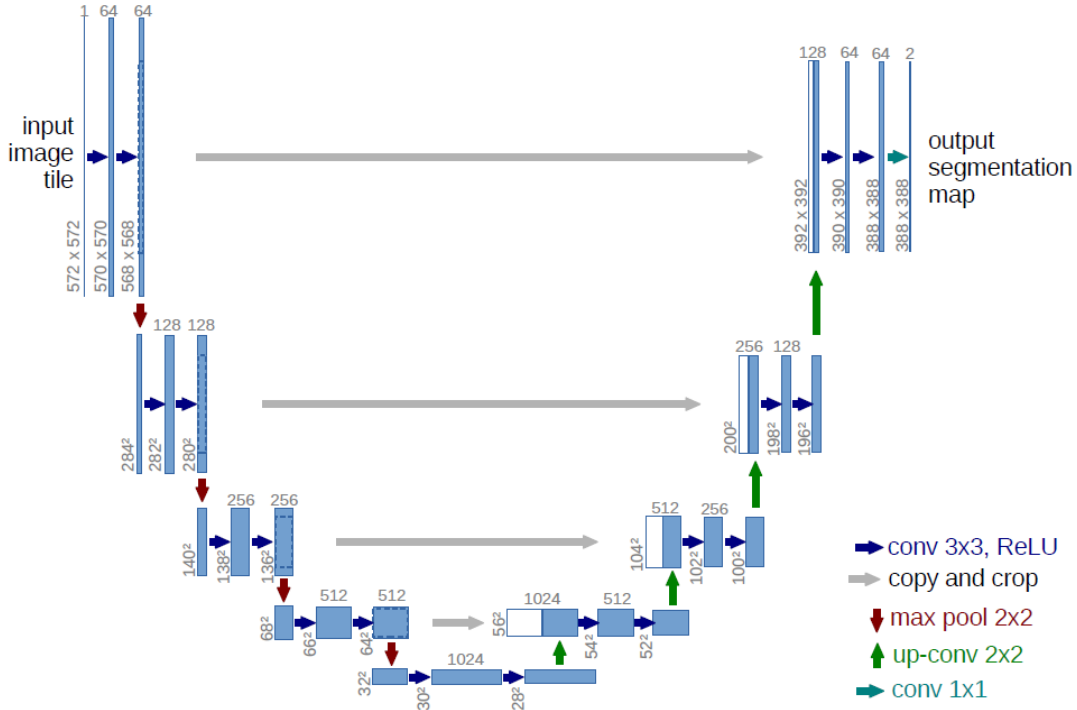 1 64 64
128 64 64 2
input
image
tile
output
segmentation
map
572 x 572
570 x 570
568 x 568
392 x 392
390 x 390
388 x 388
388 x 388
128 128
256 128
284²
282²
280²
200²
198²
196²
256 256
512 256
140²
138²
136²
104²
102²
100²
conv 3x3, ReLU
copy and crop
max pool 2x2
up-conv 2x2
conv 1x1
512 512
1024 512
68²
66²
64²
56²
54²
52²
1024
32²
30²
28²